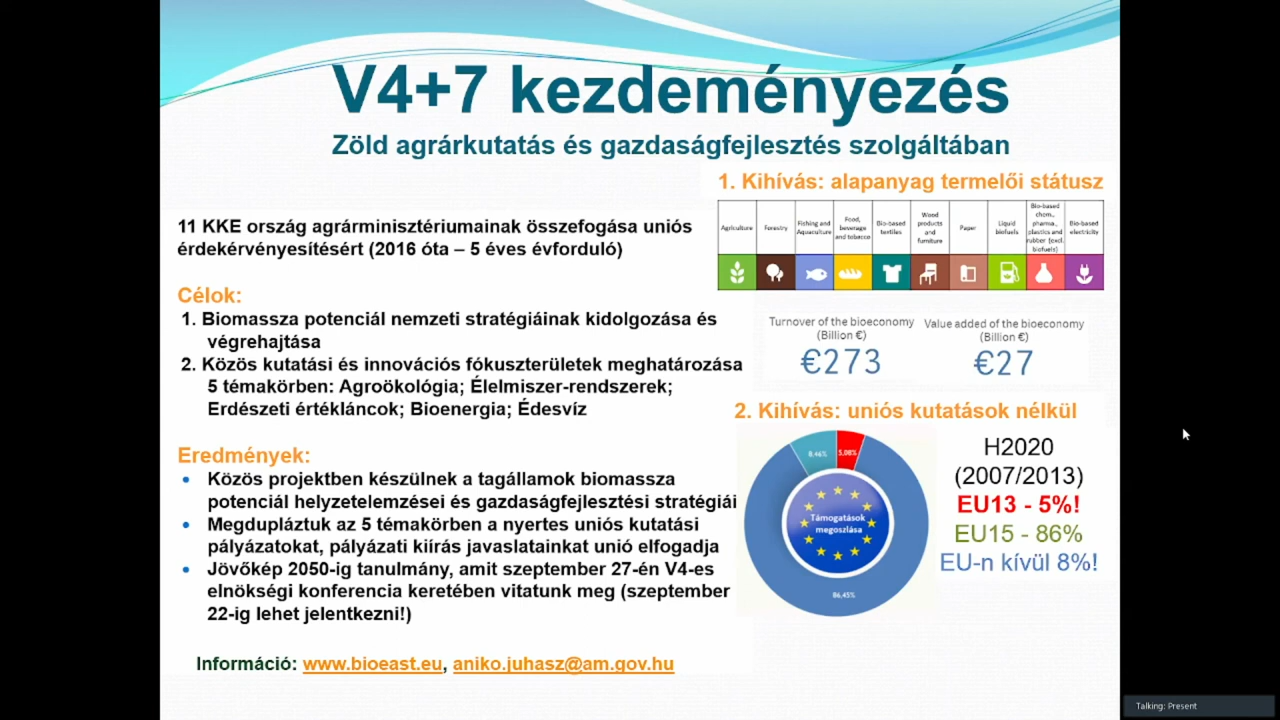 V4+7 kezdeményezés
Zöld agrárkutatás és gazdaságfejlesztés szolgáltában
11 KKE ország agrárminisztériumainak összefogása uniós
érdekérvényesítésért (2016 óta – 5 éves évforduló)
Célok:
1. Biomassza potenciál nemzeti stratégiáinak kidolgozása és
végrehajtása
2. Közös kutatási és innovációs fókuszterületek meghatározása
5 témakörben: Agroökológia; Élelmiszer-rendszerek;
Erdészeti értékláncok; Bioenergia; Édesvíz
Eredmények:
• Közös projektben készülnek a tagállamok biomassza
potenciál helyzetelemzései és gazdaságfejlesztési stratégiái
• Megdupláztuk az 5 témakörben a nyertes uniós kutatási
pályázatokat, pályázati kiírás javaslatainkat unió elfogadja
• Jövőkép 2050-ig tanulmány, amit szeptember 27-én V4-es
elnökségi konferencia keretében vitatunk meg (szeptember
22-ig lehet jelentkezni!)
Információ: www.bioeast.eu, aniko.juhasz@am.gov.hu
1. Kihívás: alapanyag termelői státusz
Agriculture
Forestry
Fishing and
Aquaculture
Food,
beverage
and tobacco
Bio-based
textiles
Wood
products
and
furniture
Paper
Liquid
biofuels
Bio-based
chem.,
pharma.,
plastics and
rubber (excl.
biofuels)
Bio-based
electricity
Turnover of the bioeconomy
(Billion €)
€273
Value added of the bioeconomy
(Billion €)
€27
2. Kihívás: uniós kutatások nélkül
8,46%
5,08%
Támogatások
megoszlása
86,45%
H2020
(2007/2013)
EU13 - 5%!
EU15 - 86%
EU-n kívül 8%!
Talking: Present